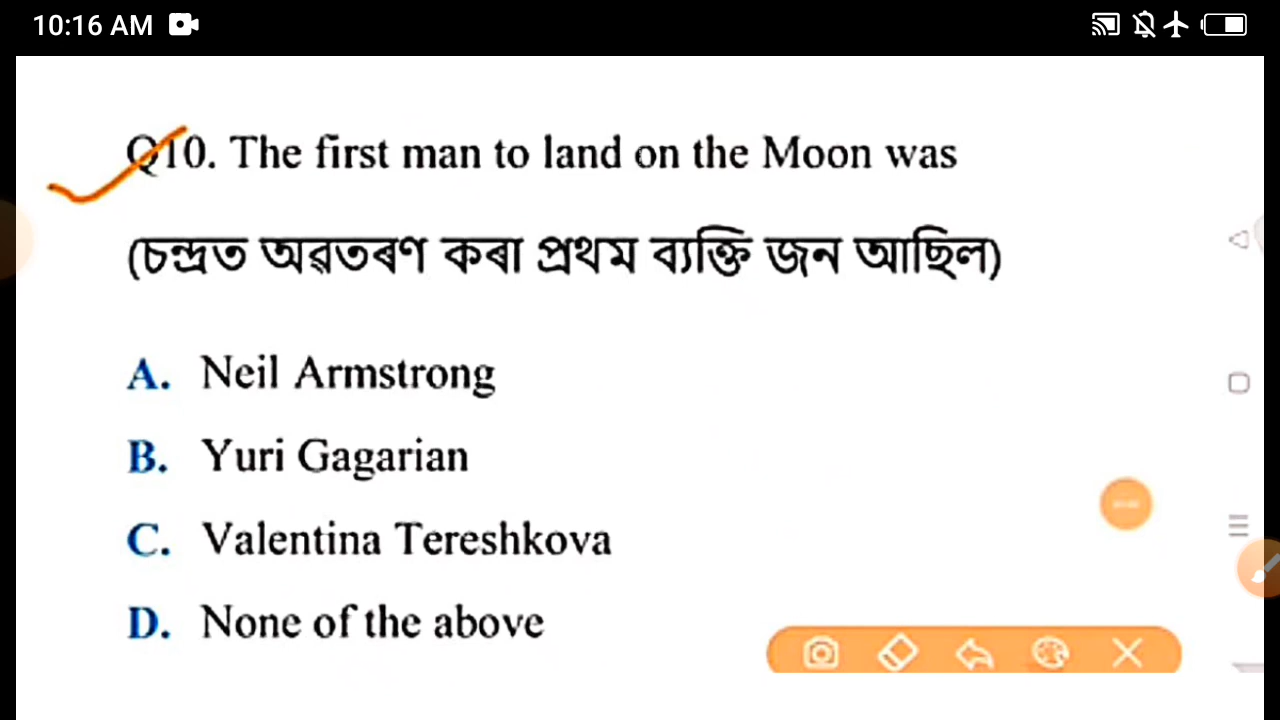 10:16 AM
Q10. The first man to land on the Moon was
(চন্দ্ৰত অৱতৰণ কৰা প্ৰথম ব্যক্তি জন আছিল)
A. Neil Armstrong
B. Yuri Gagarian
C. Valentina Tereshkova
D. None of the above